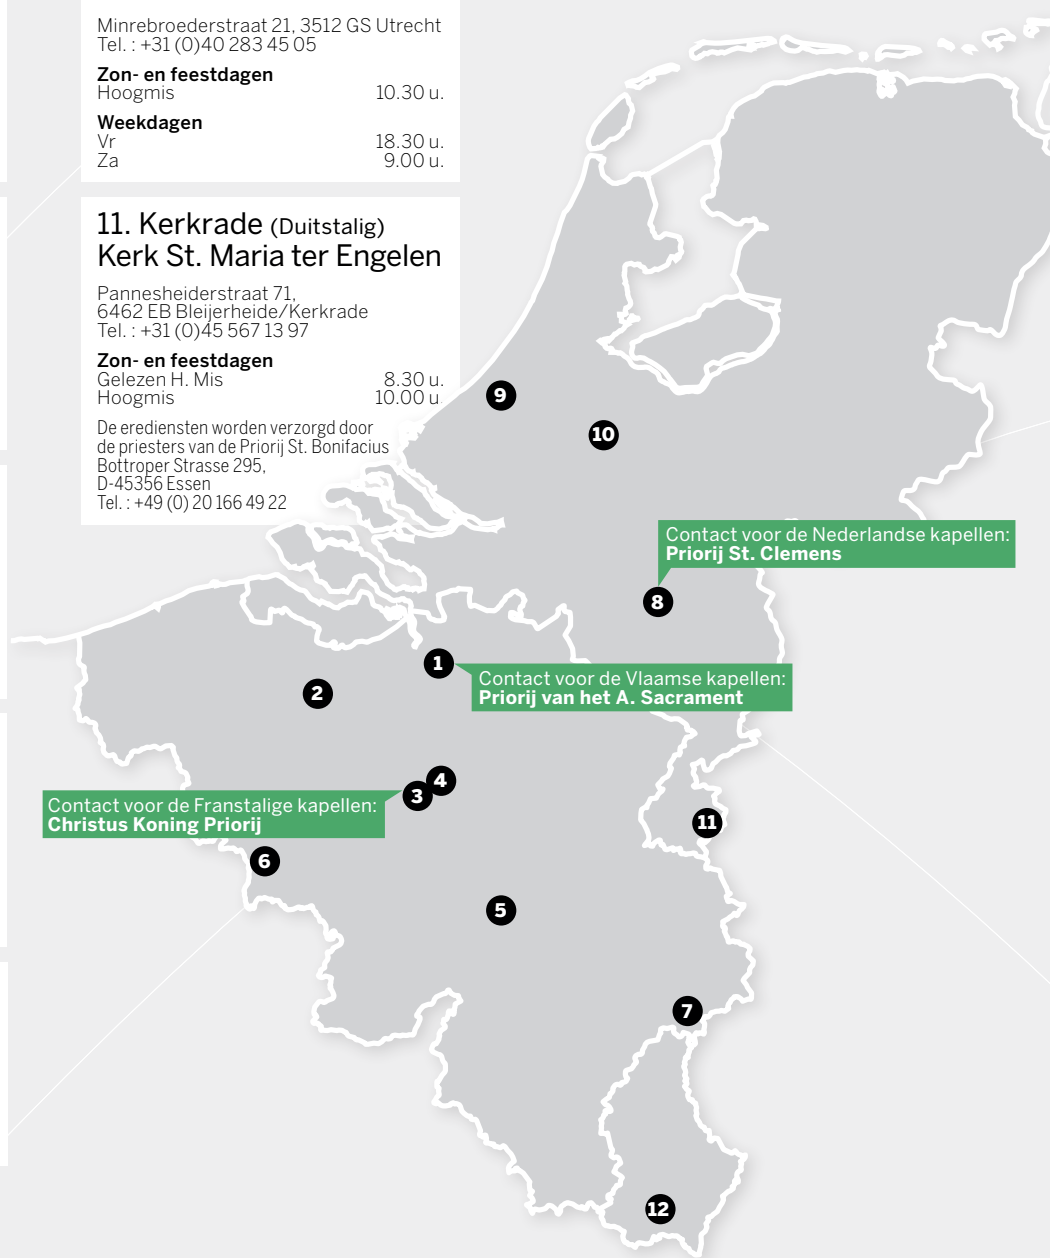 Minrebroederstraat 21, 3512 GS Utrecht
Tel. : +31 (0)40 283 45 05
Zon- en feestdagen
Hoogmis 10.30 u.
Weekdagen
Vr 18.30 u.
Za 9.00 u.
11. Kerkrade (Duitstalig)
Kerk St. Maria ter Engelen
Pannesheiderstraat 71,
6462 EB Bleijerheide/Kerkrade
Tel. : +31 (0)45 567 13 97
Zon- en feestdagen
Gelezen H. Mis 8.30 u.
Hoogmis 10.00 u.
De erediensten worden verzorgd door
de priesters van de Priorij St. Bonifacius
Bottroper Strasse 295,
D-45356 Essen
Tel. : +49 (0) 20 166 49 22
9
10
Contact voor de Nederlandse kapellen:
Priorij St. Clemens
8
1
Contact voor de Vlaamse kapellen:
Priorij van het A. Sacrament
2
4
3
Contact voor de Franstalige kapellen:
Christus Koning Priorij
11
6
5
7
12